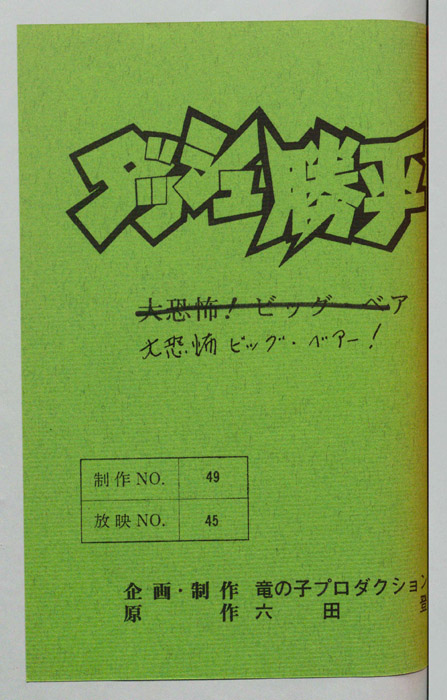 ダッシュ勝平
大恐怖!ビッグ・ベア
大恐怖 ビッグ・ベアー!
制作NO. 49
放映NO. 45
企画・制作 竜の子プロダクション
原作 六田 登